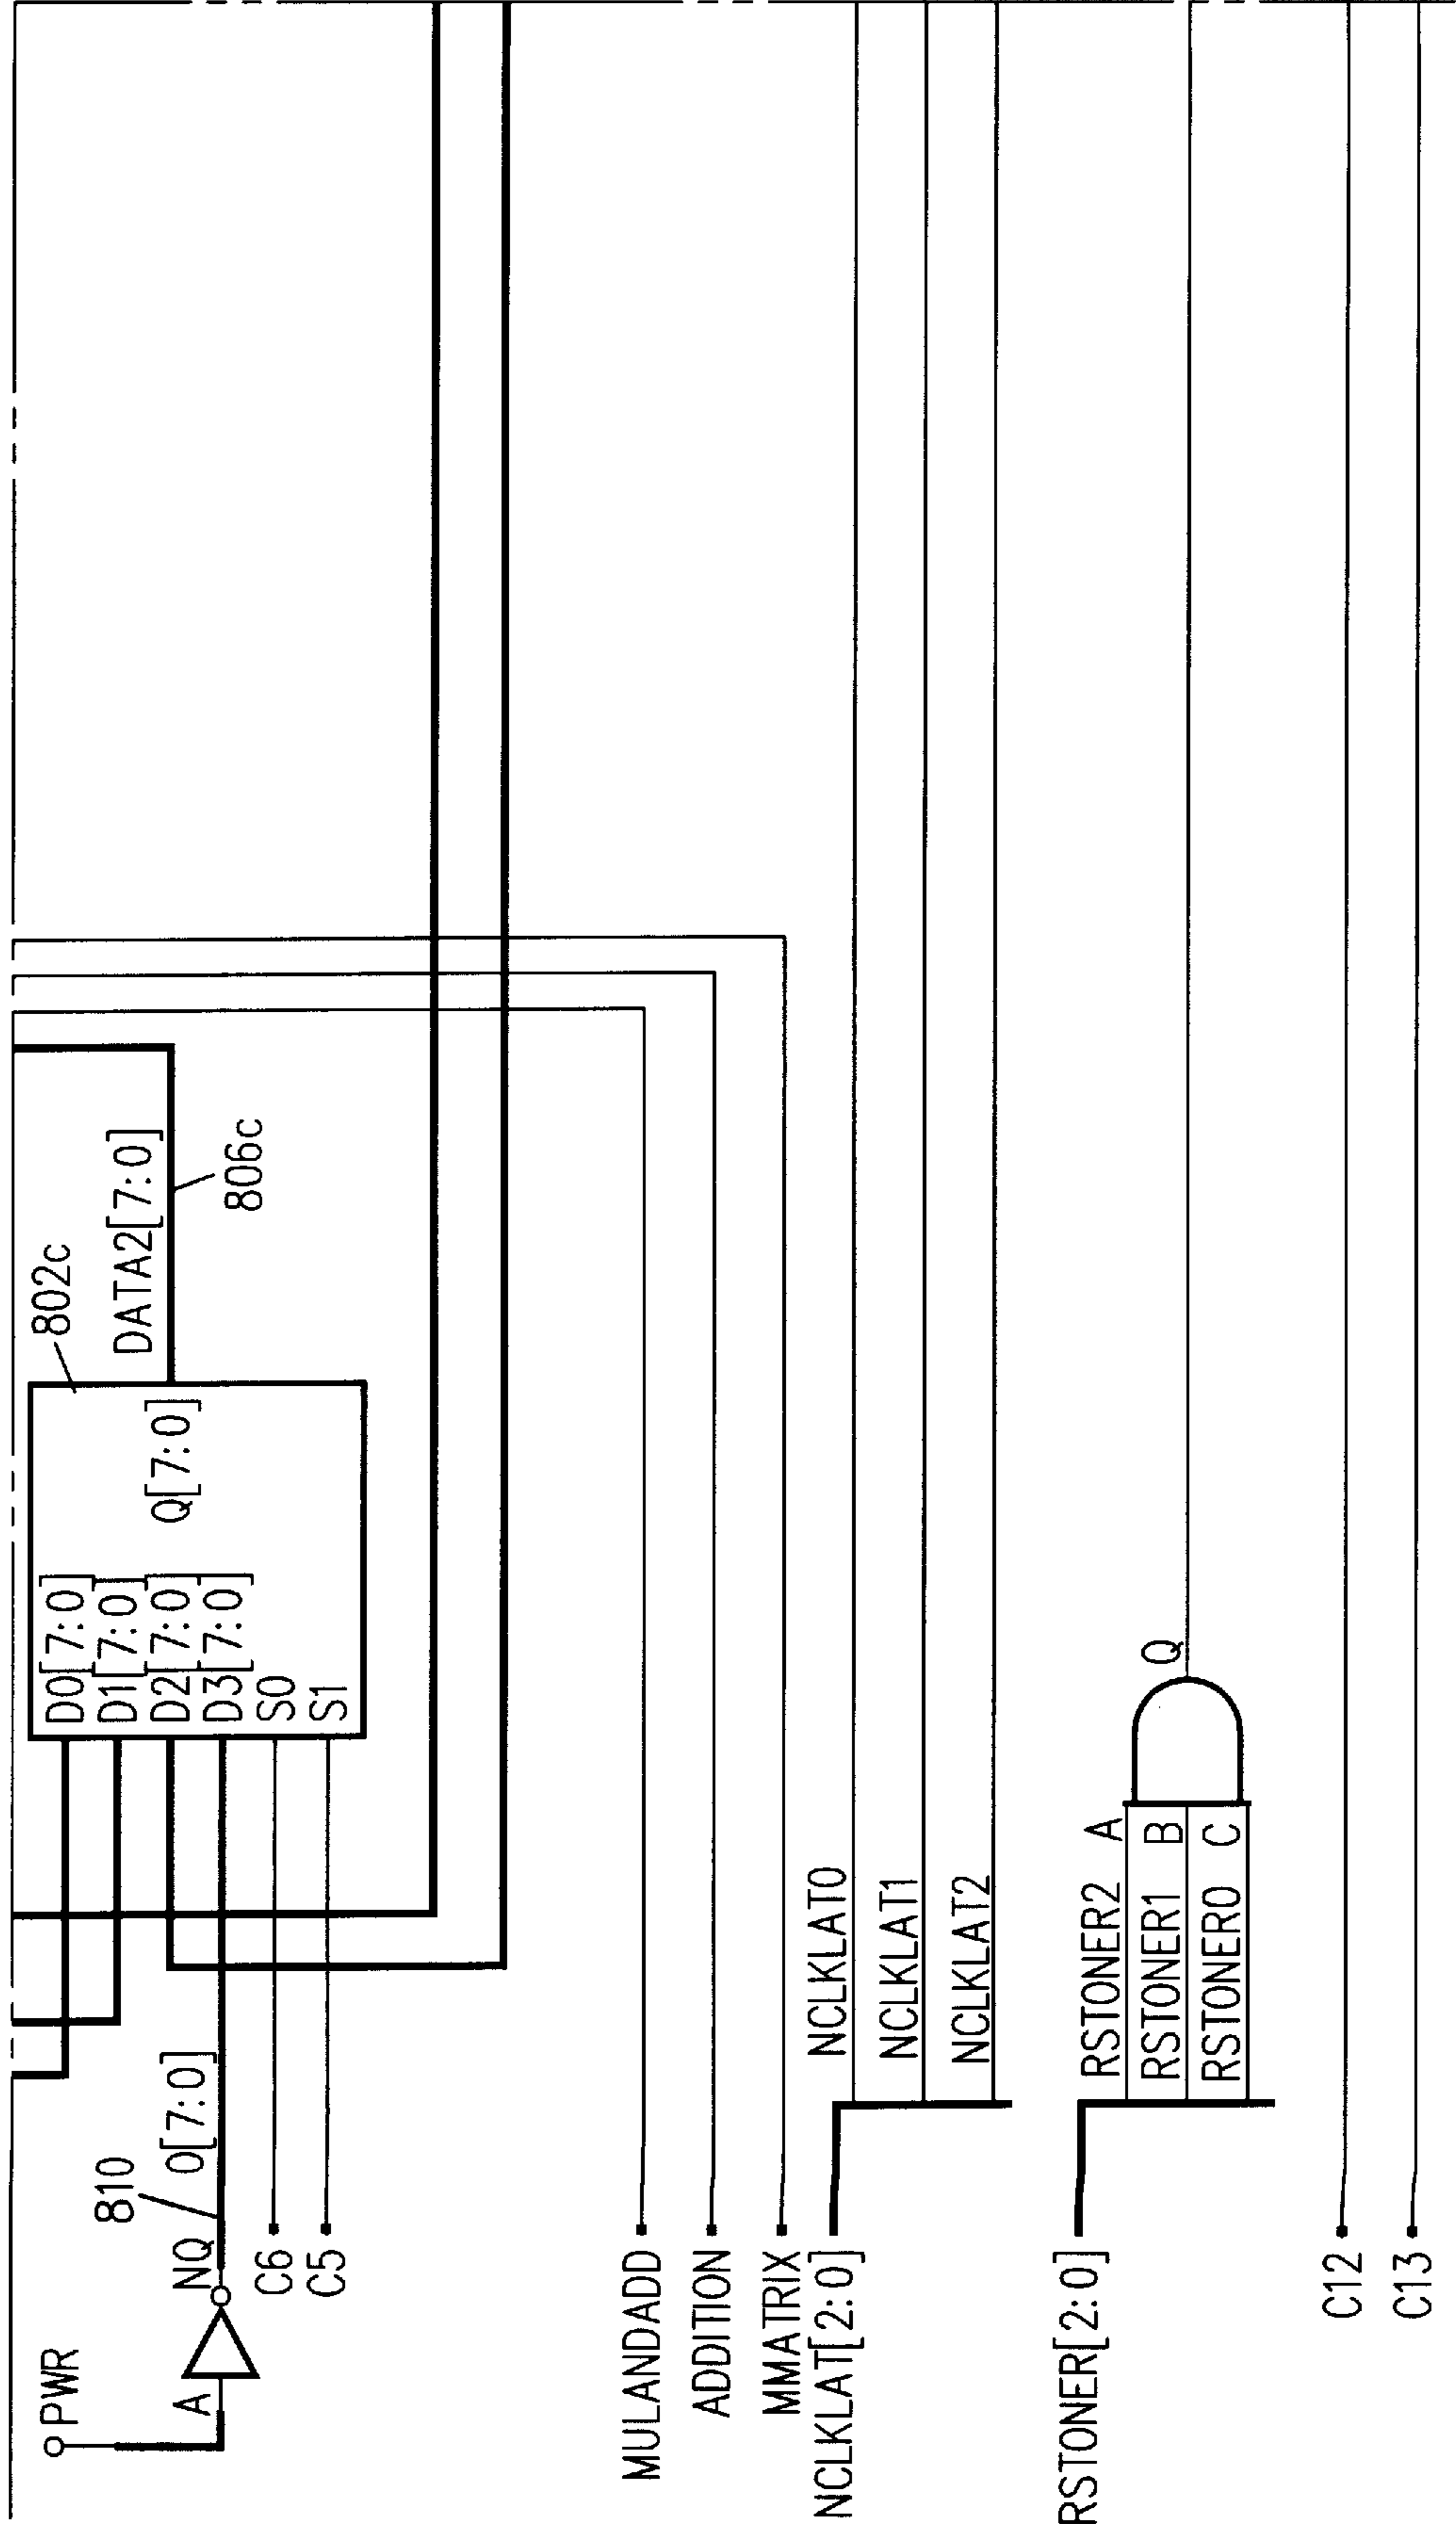 PWR
A
NQ
810
0[7:0]
C6
C5
D0[7:0]
D1[7:0]
D2[7:0]
D3[7:0]
S0
S1
Q[7:0]
802c
DATA2[7:0]
806c
MULANDADD
ADDITION
MMATRIX
NCLKLAT[2:0]
NCLKLAT0
NCLKLAT1
NCLKLAT2
RSTONER[2:0]
RSTONER2 A
RSTONER1 B
RSTONER0 C
Q
C12
C13